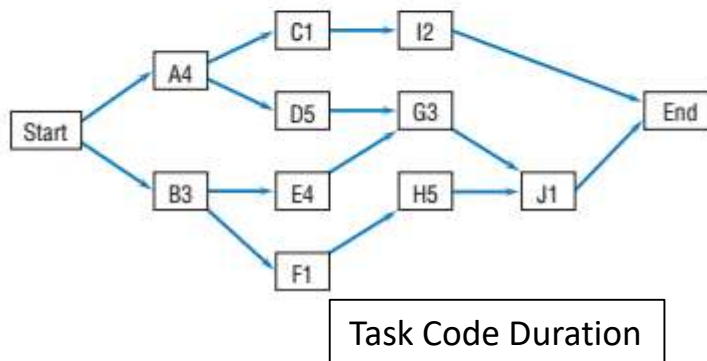 C1
I2
A4
D5
G3
End
Start
B3
E4
H5
J1
F1
Task Code Duration